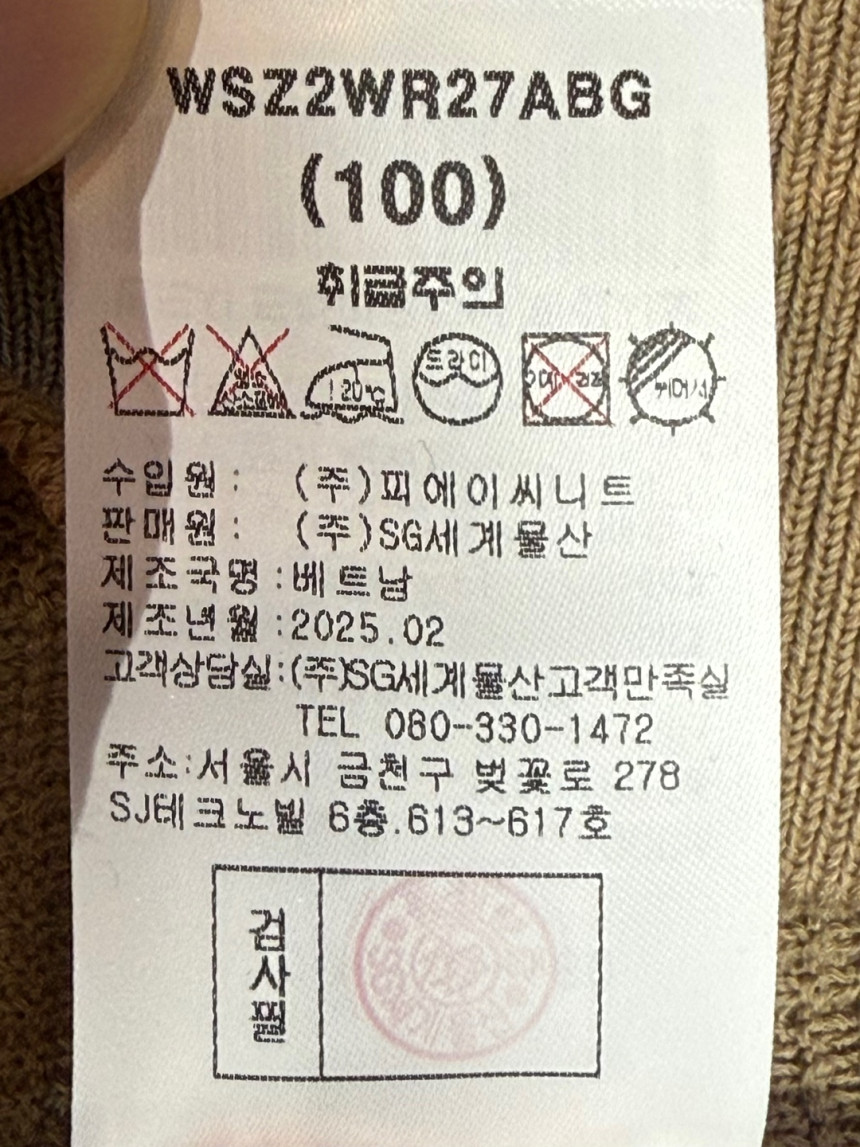 WSZ2WR27ABG
(100)
취급주의
120℃ 드라이
수입원 : (주)피에이씨니트
판매원 : (주)SG세계물산
제조국명 :베트남
제조년월 :2025.02
고객상담실:(주)SG세계물산고객만족실
TEL 080-330-1472
주소:서울시 금천구 벚꽃로 278
SJ테크노빌 6층.613~617호
검사필